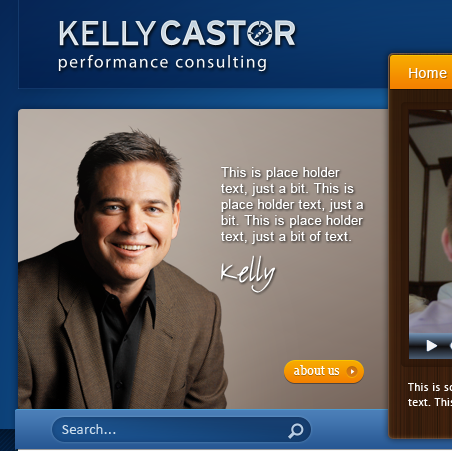 KELLY CASTOR
performance consulting
Home
This is place holder
text, just a bit. This is
place holder text, just a
bit. This is place holder
text, just a bit of text.
Kelly
about us
Search...
This is
text. This